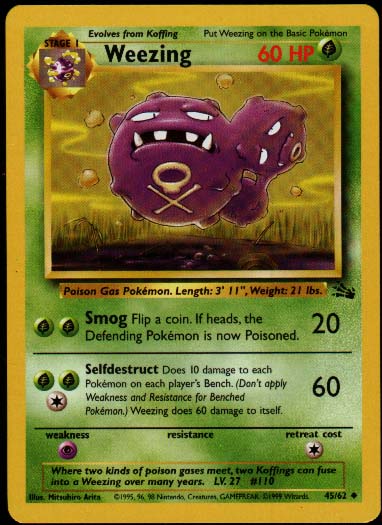 Evolves from Koffing Put Weezing on the Basic Pokémon
STAGE 1
Weezing 60 HP
Poison Gas Pokémon. Length: 3' 11", Weight: 21 lbs.
Smog Flip a coin. If heads, the
Defending Pokémon is now Poisoned.
20
Selfdestruct Does 10 damage to each
Pokémon on each player's Bench. (Don't apply
Weakness and Resistance for Benched
Pokémon.) Weezing does 60 damage to itself.
60
weakness resistance retreat cost
Where two kinds of poison gases meet, two Koffings can fuse
into a Weezing over many years. LV. 27 #110
Illus. Mitsuhiro Arita ©1995, 96, 98 Nintendo, Creatures, GAMEFREAK. ©1999 Wizards. 45/62